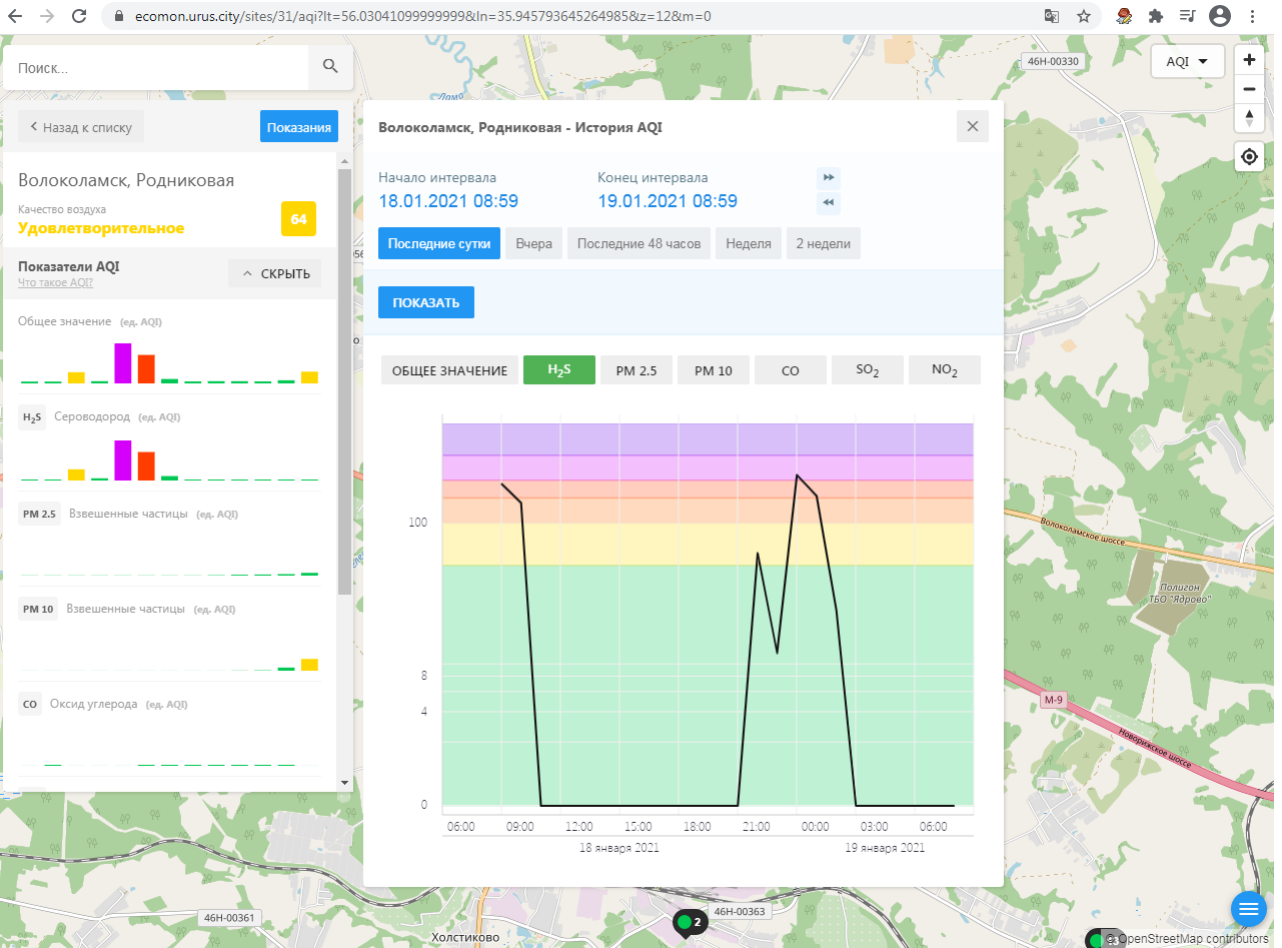 ecomon.urus.city/sites/31/aqi?lt=56.03041099999999&ln=35.945793645264985&z=12&m=0
Поиск...
46Н-00330
AQI
Назад к списку
Показания
Волоколамск, Родниковая - История AQI
Волоколамск, Родниковая
Качество воздуха
Удовлетворительное
64
Начало интервала
Конец интервала
18.01.2021 08:59
19.01.2021 08:59
Последние сутки
Вчера
Последние 48 часов
Неделя
2 недели
Показатели AQI
Что такое AQI?
СКРЫТЬ
ПОКАЗАТЬ
Общее значение (ед. AQI)
H2S Сероводород (ед. AQI)
PM 2.5 Взвешенные частицы (ед. AQI)
PM 10 Взвешенные частицы (ед. AQI)
CO Оксид углерода (ед. AQI)
ОБЩЕЕ ЗНАЧЕНИЕ
H2S
PM 2.5
PM 10
CO
SO2
NO2
100
8
4
0
06:00 09:00 12:00 15:00 18:00 21:00 00:00 03:00 06:00
18 января 2021
19 января 2021
Волоколамское шоссе
Полигон
ТБО "Ядрово"
М-9
Новорижское шоссе
46Н-00361
46Н-00363
2
Холстиково
© OpenStreetMap contributors